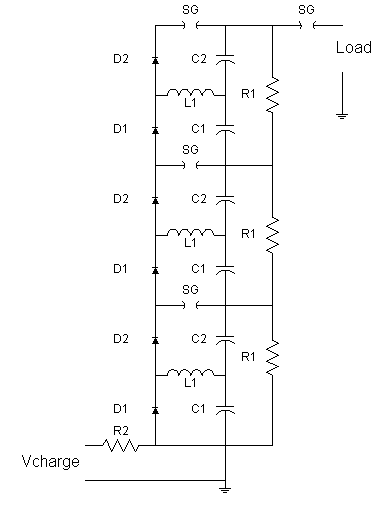 SG SG
Load
D2 C2
R1
L1
D1 C1
SG
D2 C2
R1
L1
D1 C1
SG
D2 C2
R1
L1
D1 C1
R2
Vcharge